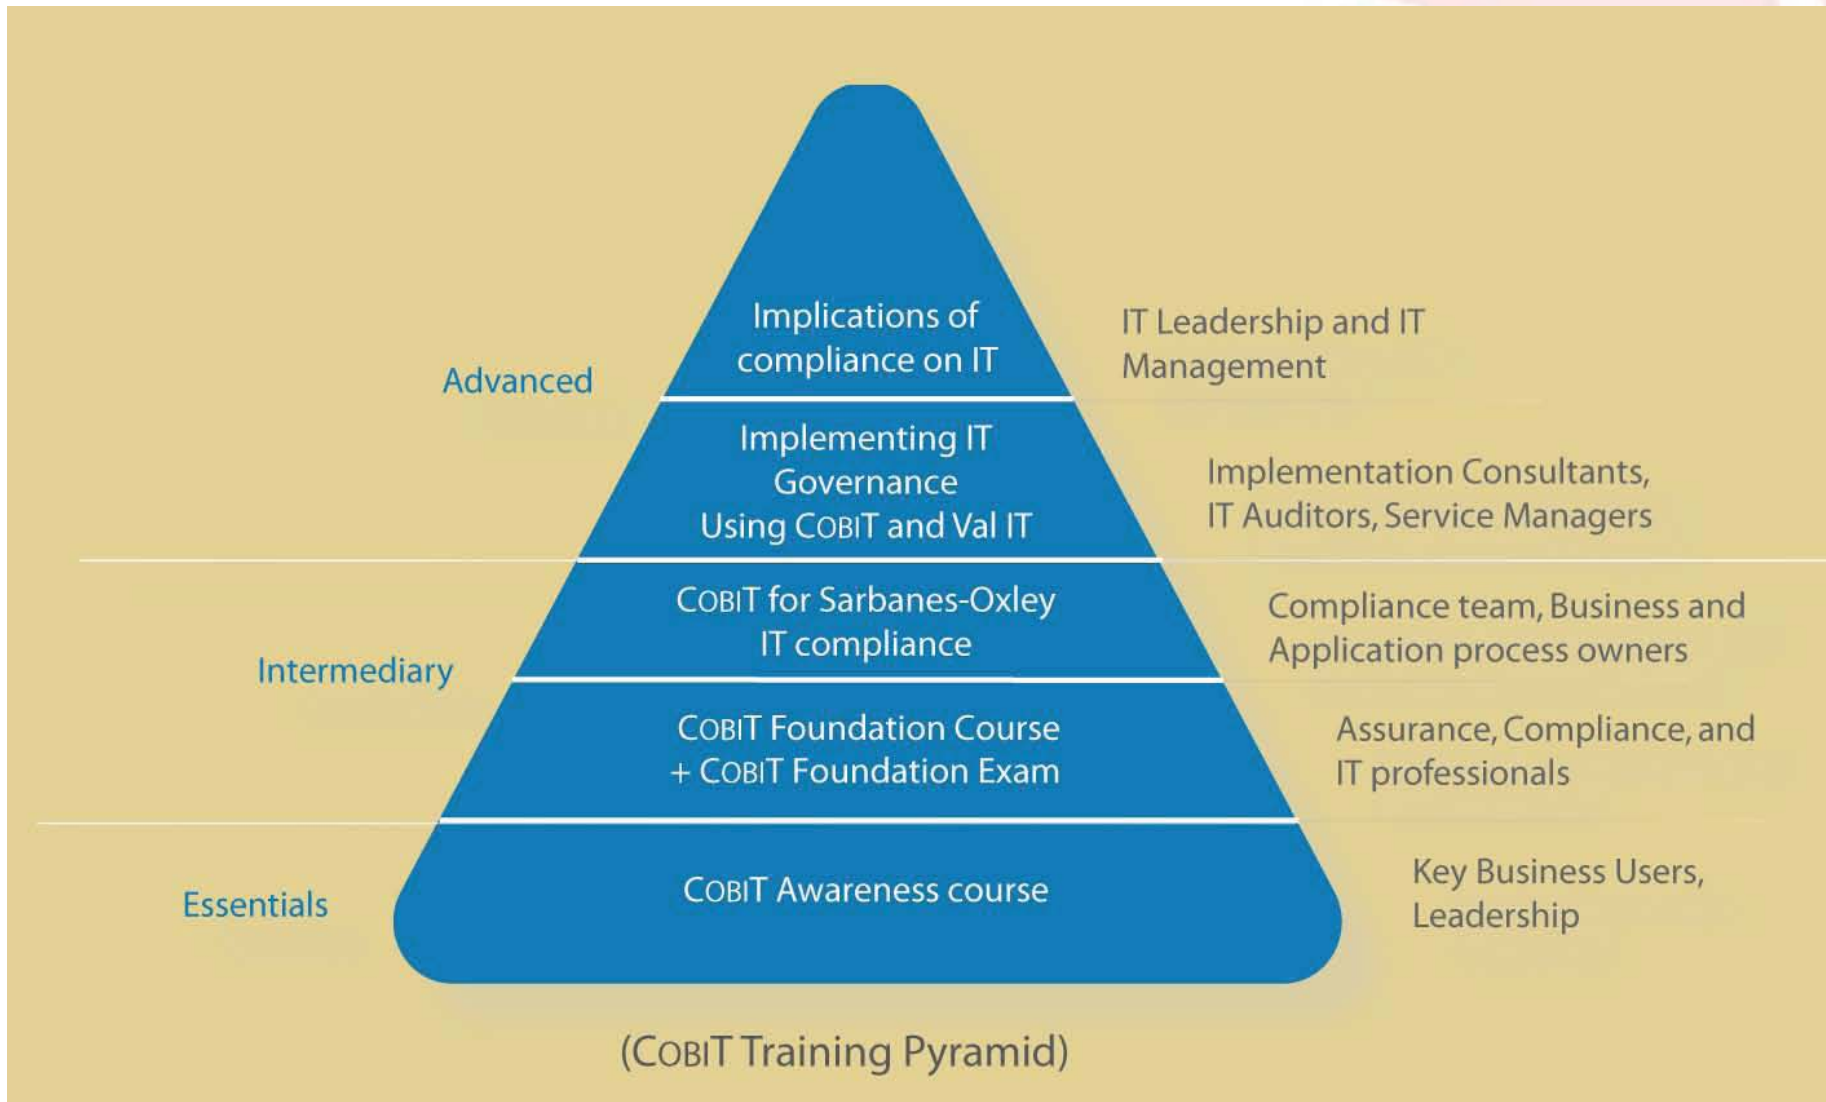 Implications of
compliance on IT
IT Leadership and IT
Management
Advanced
Implementing IT
Governance
Using COBIT and Val IT
Implementation Consultants,
IT Auditors, Service Managers
COBIT for Sarbanes-Oxley
IT compliance
Compliance team, Business and
Application process owners
Intermediary
COBIT Foundation Course
+ COBIT Foundation Exam
Assurance, Compliance, and
IT professionals
Essentials
COBIT Awareness course
Key Business Users,
Leadership
(COBIT Training Pyramid)